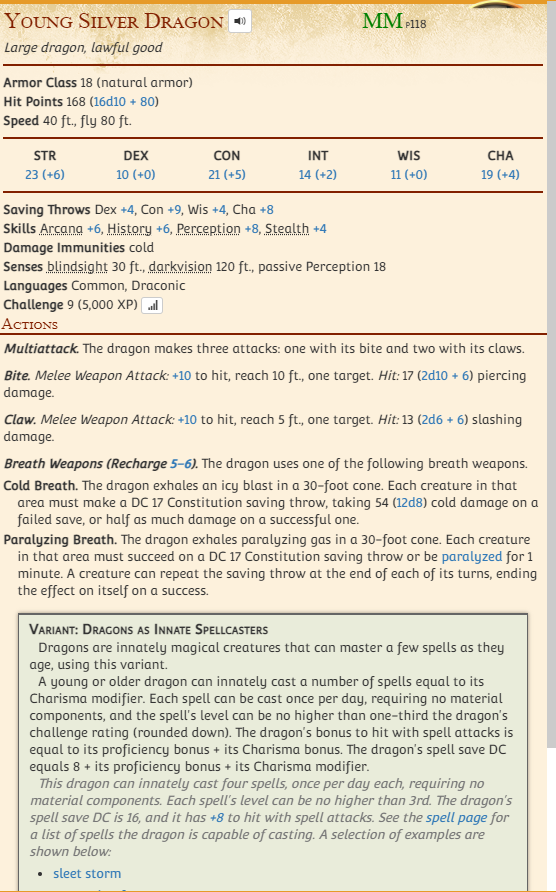 Young Silver Dragon MM P118
Large dragon, lawful good
Armor Class 18 (natural armor)
Hit Points 168 (16d10 + 80)
Speed 40 ft., fly 80 ft.
STR DEX CON INT WIS CHA
23 (+6) 10 (+0) 21 (+5) 14 (+2) 11 (+0) 19 (+4)
Saving Throws Dex +4, Con +9, Wis +4, Cha +8
Skills Arcana +6, History +6, Perception +8, Stealth +4
Damage Immunities cold
Senses blindsight 30 ft., darkvision 120 ft., passive Perception 18
Languages Common, Draconic
Challenge 9 (5,000 XP)
Actions
Multiattack. The dragon makes three attacks: one with its bite and two with its claws.
Bite. Melee Weapon Attack: +10 to hit, reach 10 ft., one target. Hit: 17 (2d10 + 6) piercing
damage.
Claw. Melee Weapon Attack: +10 to hit, reach 5 ft., one target. Hit: 13 (2d6 + 6) slashing
damage.
Breath Weapons (Recharge 5–6). The dragon uses one of the following breath weapons.
Cold Breath. The dragon exhales an icy blast in a 30-foot cone. Each creature in that
area must make a DC 17 Constitution saving throw, taking 54 (12d8) cold damage on a
failed save, or half as much damage on a successful one.
Paralyzing Breath. The dragon exhales paralyzing gas in a 30-foot cone. Each creature
in that area must succeed on a DC 17 Constitution saving throw or be paralyzed for 1
minute. A creature can repeat the saving throw at the end of each of its turns, ending
the effect on itself on a success.
Variant: Dragons as Innate Spellcasters
Dragons are innately magical creatures that can master a few spells as they
age, using this variant.
A young or older dragon can innately cast a number of spells equal to its
Charisma modifier. Each spell can be cast once per day, requiring no material
components, and the spell's level can be no higher than one-third the dragon's
challenge rating (rounded down). The dragon's bonus to hit with spell attacks is
equal to its proficiency bonus + its Charisma bonus. The dragon's spell save DC
equals 8 + its proficiency bonus + its Charisma modifier.
This dragon can innately cast four spells, once per day each, requiring no
material components. Each spell's level can be no higher than 3rd. The dragon's
spell save DC is 16, and it has +8 to hit with spell attacks. See the spell page for
a list of spells the dragon is capable of casting. A selection of examples are
shown below:
• sleet storm